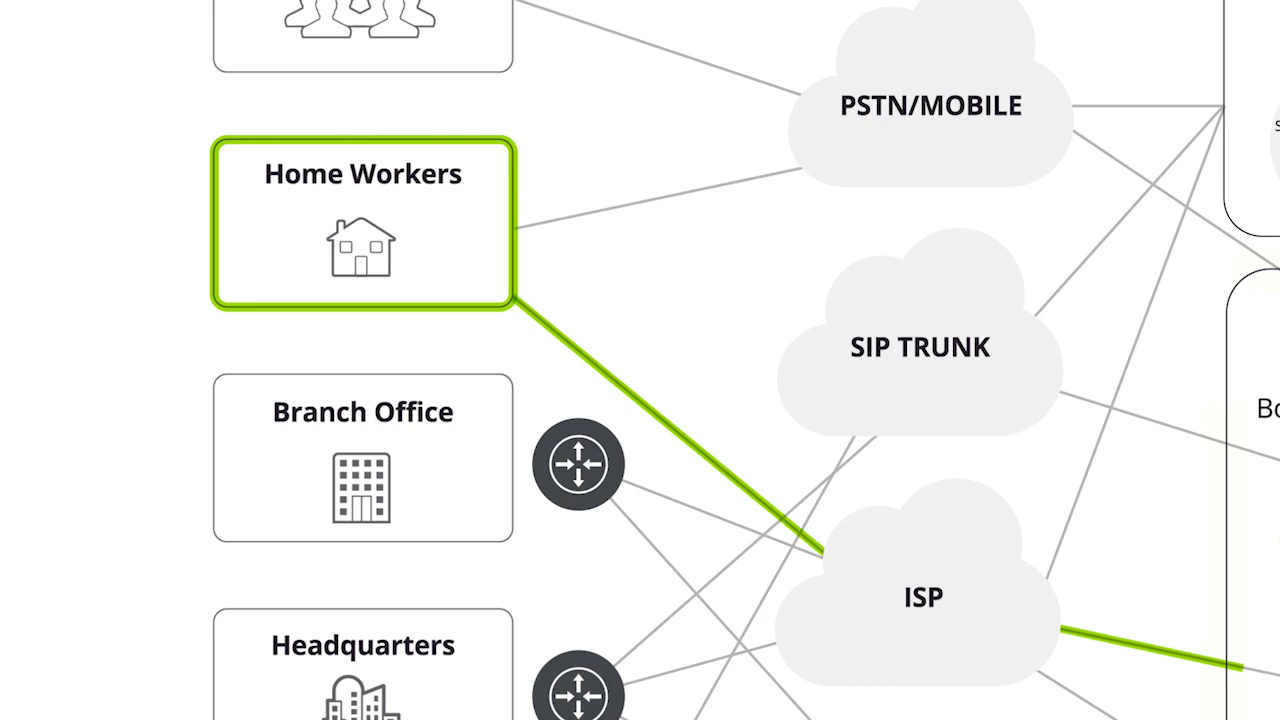 PSTN/MOBILE
Home Workers
SIP TRUNK
Branch Office
ISP
Headquarters